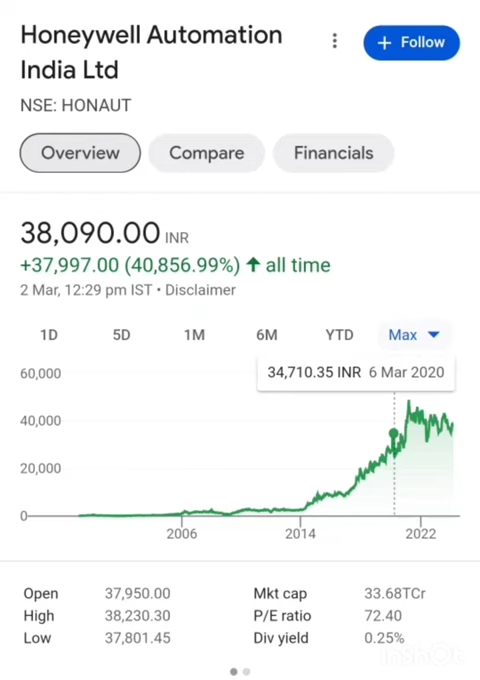 Honeywell Automation
India Ltd
+ Follow
NSE: HONAUT
Overview Compare Financials
38,090.00 INR
+37,997.00 (40,856.99%) ↑ all time
2 Mar, 12:29 pm IST • Disclaimer
1D 5D 1M 6M YTD Max
34,710.35 INR 6 Mar 2020
60,000
40,000
20,000
0
2006 2014 2022
Open 37,950.00 Mkt cap 33.68TCr
High 38,230.30 P/E ratio 72.40
Low 37,801.45 Div yield 0.25%
InShOt